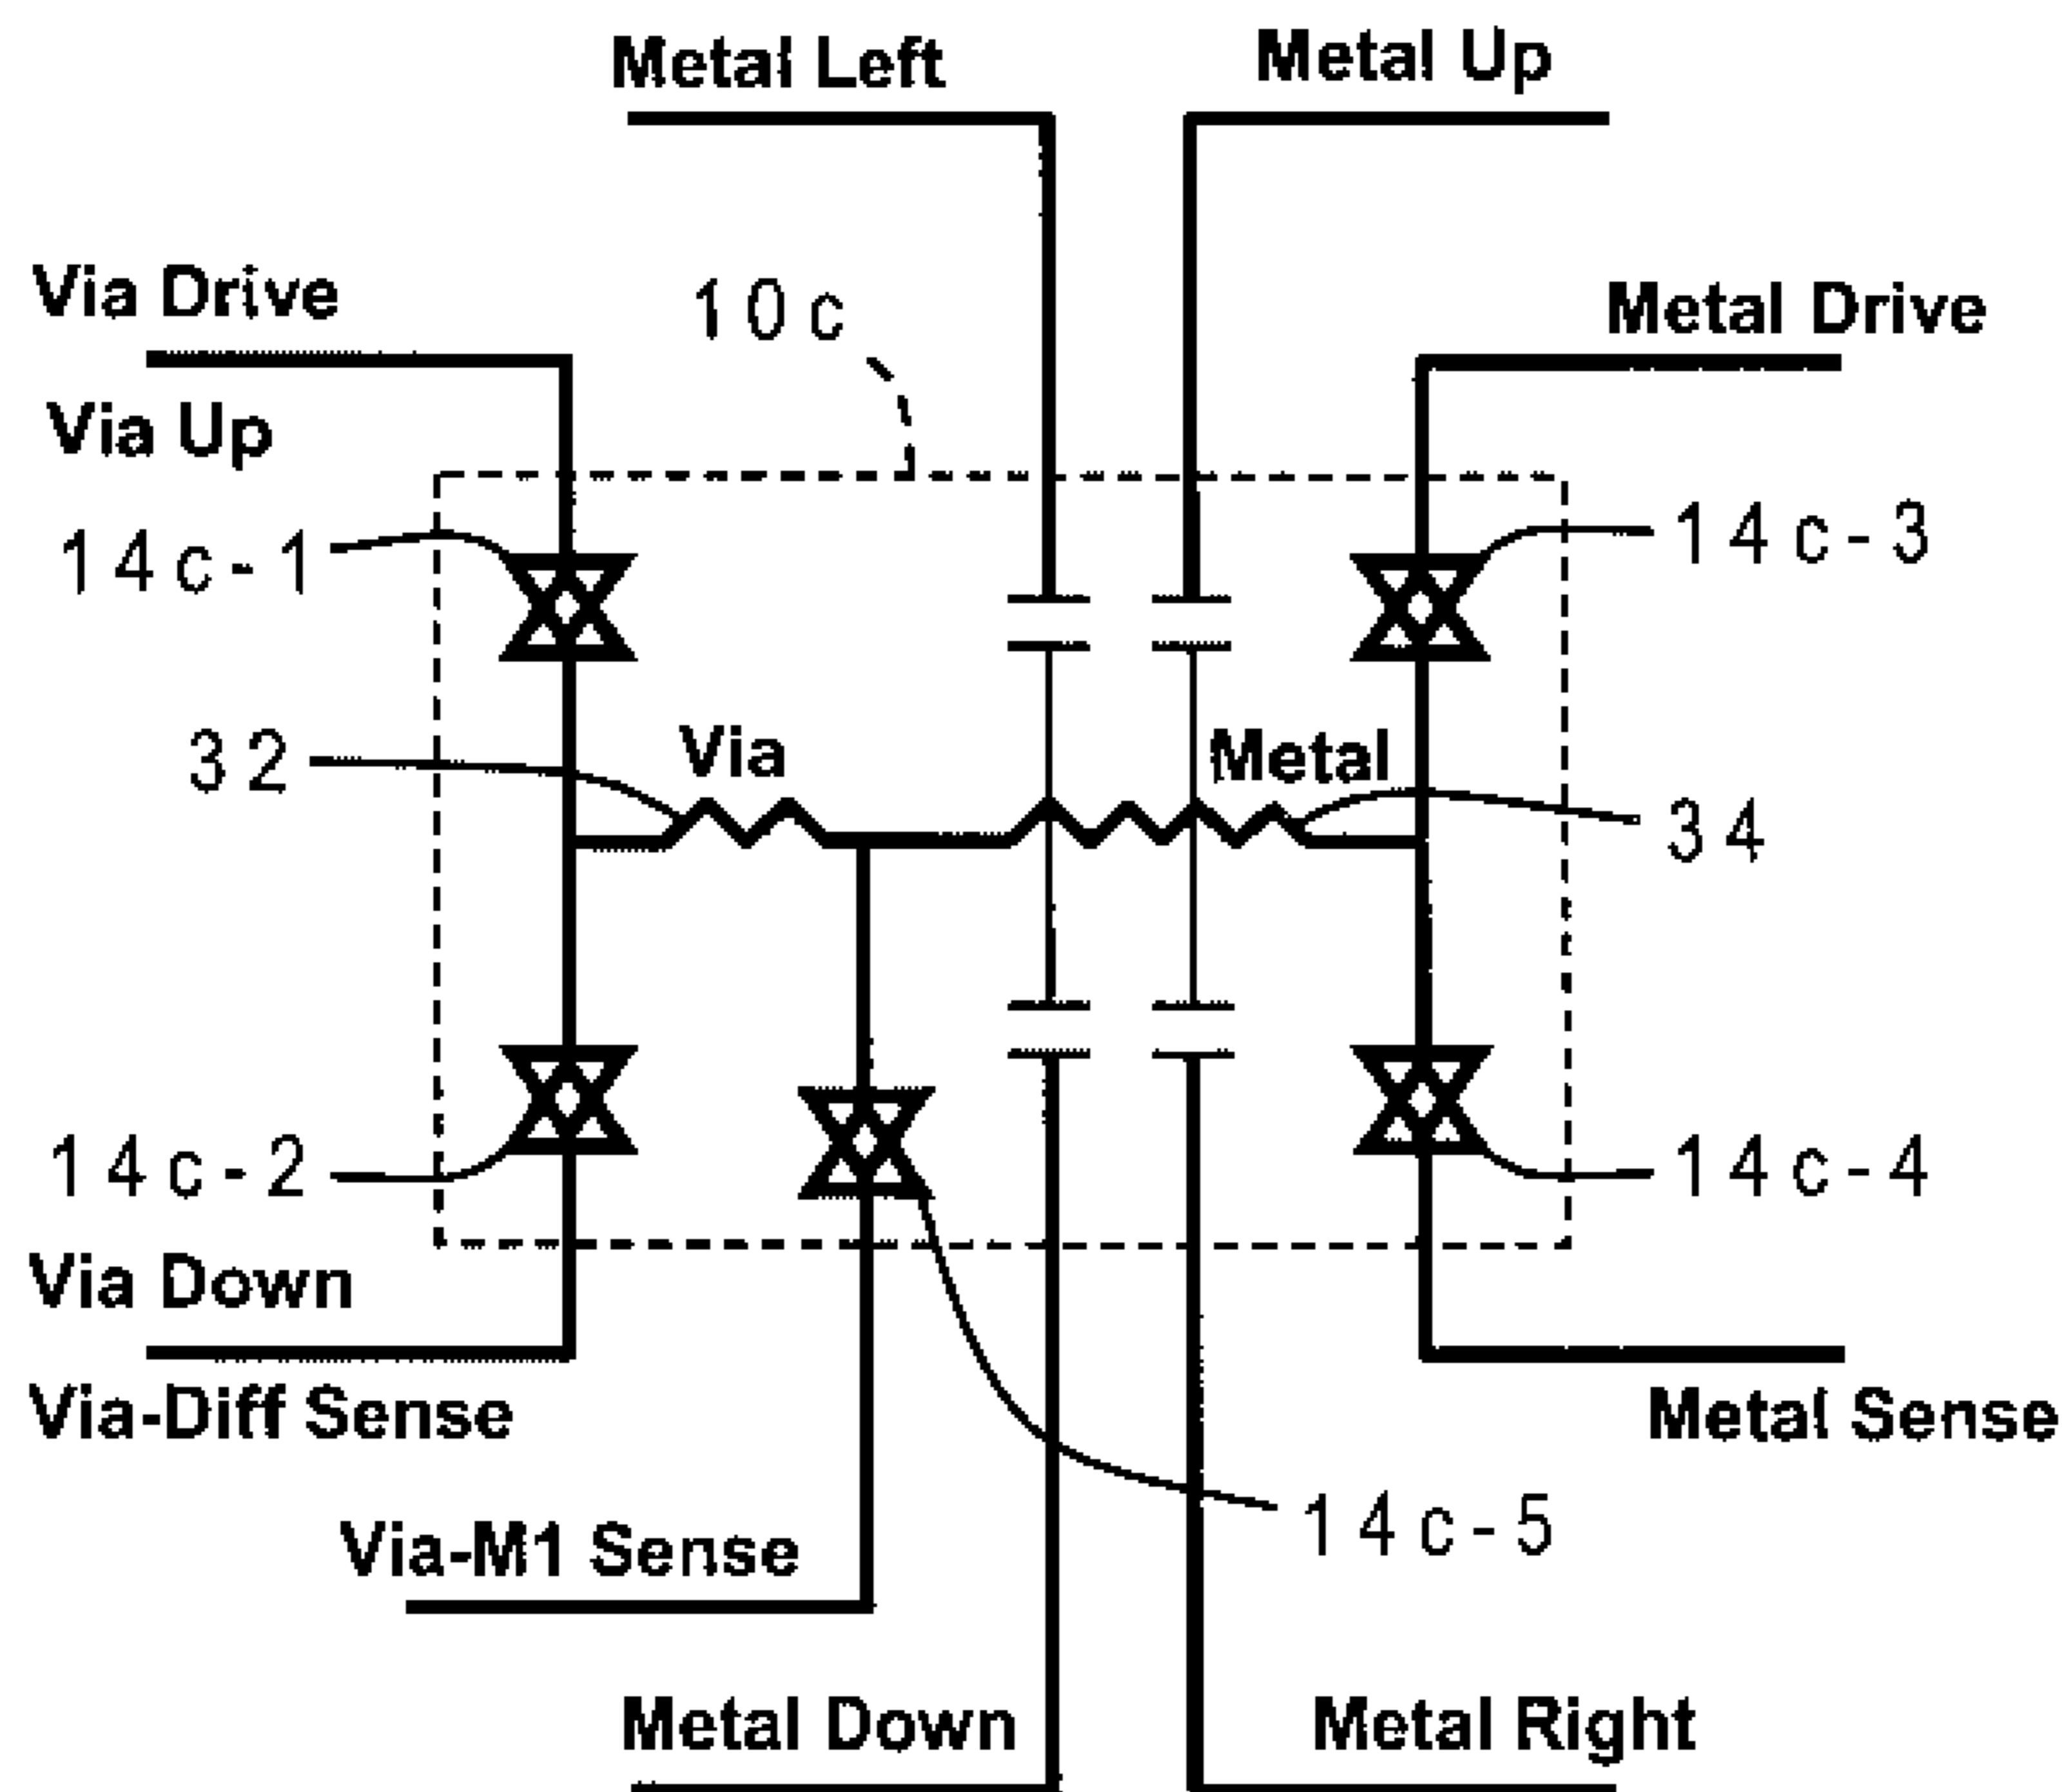 Metal Left
Metal Up
Via Drive
10c
Metal Drive
Via Up
14c-1
14c-3
32
Via
Metal
34
14c-2
14c-4
Via Down
Via-Diff Sense
Metal Sense
14c-5
Via-M1 Sense
Metal Down
Metal Right